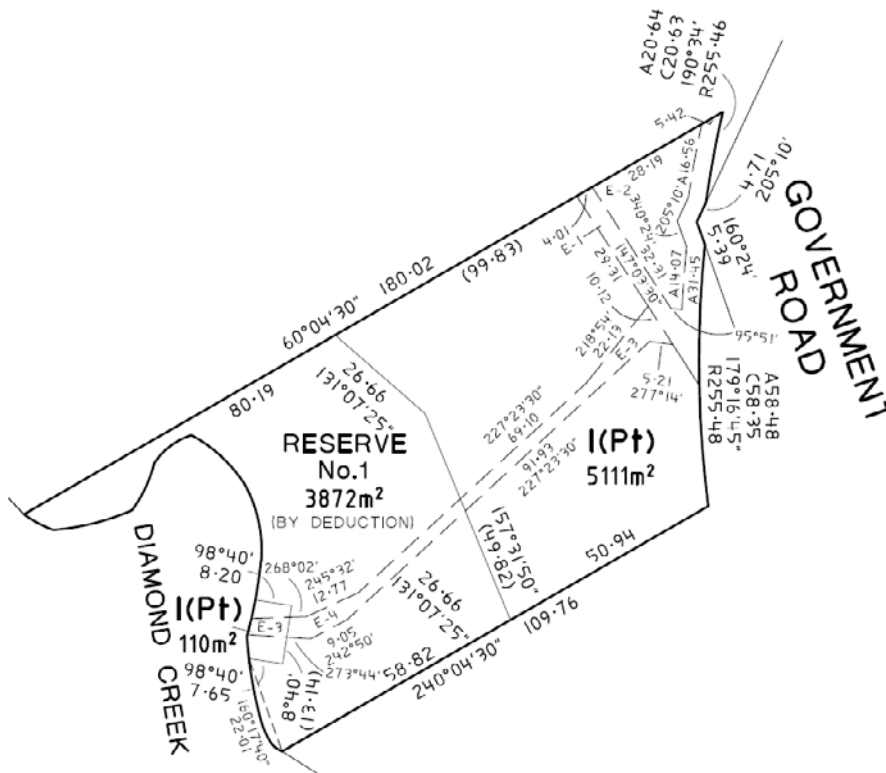 A20·64
C20·63
190°34'
R255·46
5·42
28·19
4·71
205°10'
GOVERNMENT
ROAD
A16·56
205°10'
E-2
340°24'
32·31
4·01
E-1
29·31
147°03'30"
10·12
A14·07
A31·45
160°24'
5·39
95°51'
180·02
(99·83)
60°04'30"
80·19
26·66
131°07'25"
218°54'
22·13
E-3
5·21
277°14'
A58·48
C58·35
179°16'45"
R255·48
RESERVE
No.1
3872m²
(BY DEDUCTION)
227°23'30"
69·10
91·93
227°23'30"
1(Pt)
5111m²
157°31'50"
(49·82)
50·94
DIAMOND CREEK
98°40'
8·20
268°02'
245°32'
12·77
26·66
131°07'25"
1(Pt)
110m²
E-3
E-4
9·05
242°50'
273°44'
58·82
109·76
240°04'30"
98°40'
7·65
8°40'
(13·14)
160°17'40"
22·01